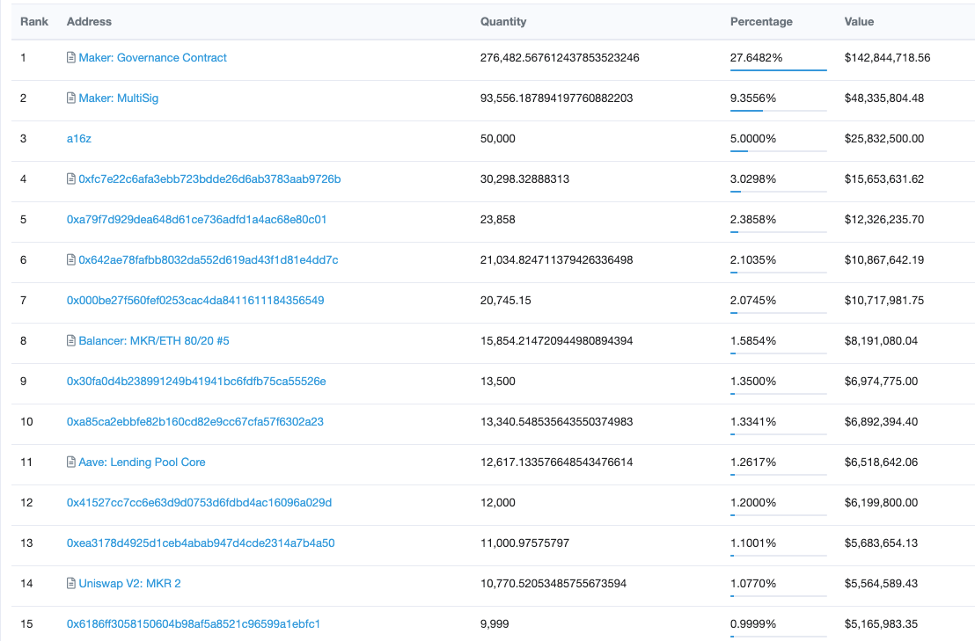 Rank Address Quantity Percentage Value
1 Maker: Governance Contract 276,482.567612437853523246 27.6482% $142,844,718.56
2 Maker: MultiSig 93,556.187894197760882203 9.3556% $48,335,804.48
3 a16z 50,000 5.0000% $25,832,500.00
4 0xfc7e22c6afa3ebb723bdde26d6ab3783aab9726b 30,298.32888313 3.0298% $15,653,631.62
5 0xa79f7d929dea648d61ce736adfd1a4ac68e80c01 23,858 2.3858% $12,326,235.70
6 0x642ae78fafbb8032da552d619ad43f1d81e4dd7c 21,034.824711379426336498 2.1035% $10,867,642.19
7 0x000be27f560fef0253cac4da8411611184356549 20,745.15 2.0745% $10,717,981.75
8 Balancer: MKR/ETH 80/20 #5 15,854.214720944980894394 1.5854% $8,191,080.04
9 0x30fa0d4b238991249b41941bc6fdfb75ca55526e 13,500 1.3500% $6,974,775.00
10 0xa85ca2ebbfe82b160cd82e9cc67cfa57f6302a23 13,340.548535643550374983 1.3341% $6,892,394.40
11 Aave: Lending Pool Core 12,617.133576648543476614 1.2617% $6,518,642.06
12 0x41527cc7cc6e63d9d0753d6fdbd4ac16096a029d 12,000 1.2000% $6,199,800.00
13 0xea3178d4925d1ceb4abab947d4cde2314a7b4a50 11,000.97575797 1.1001% $5,683,654.13
14 Uniswap V2: MKR 2 10,770.52053485755673594 1.0770% $5,564,589.43
15 0x6186ff3058150604b98af5a8521c96599a1ebfc1 9,999 0.9999% $5,165,983.35